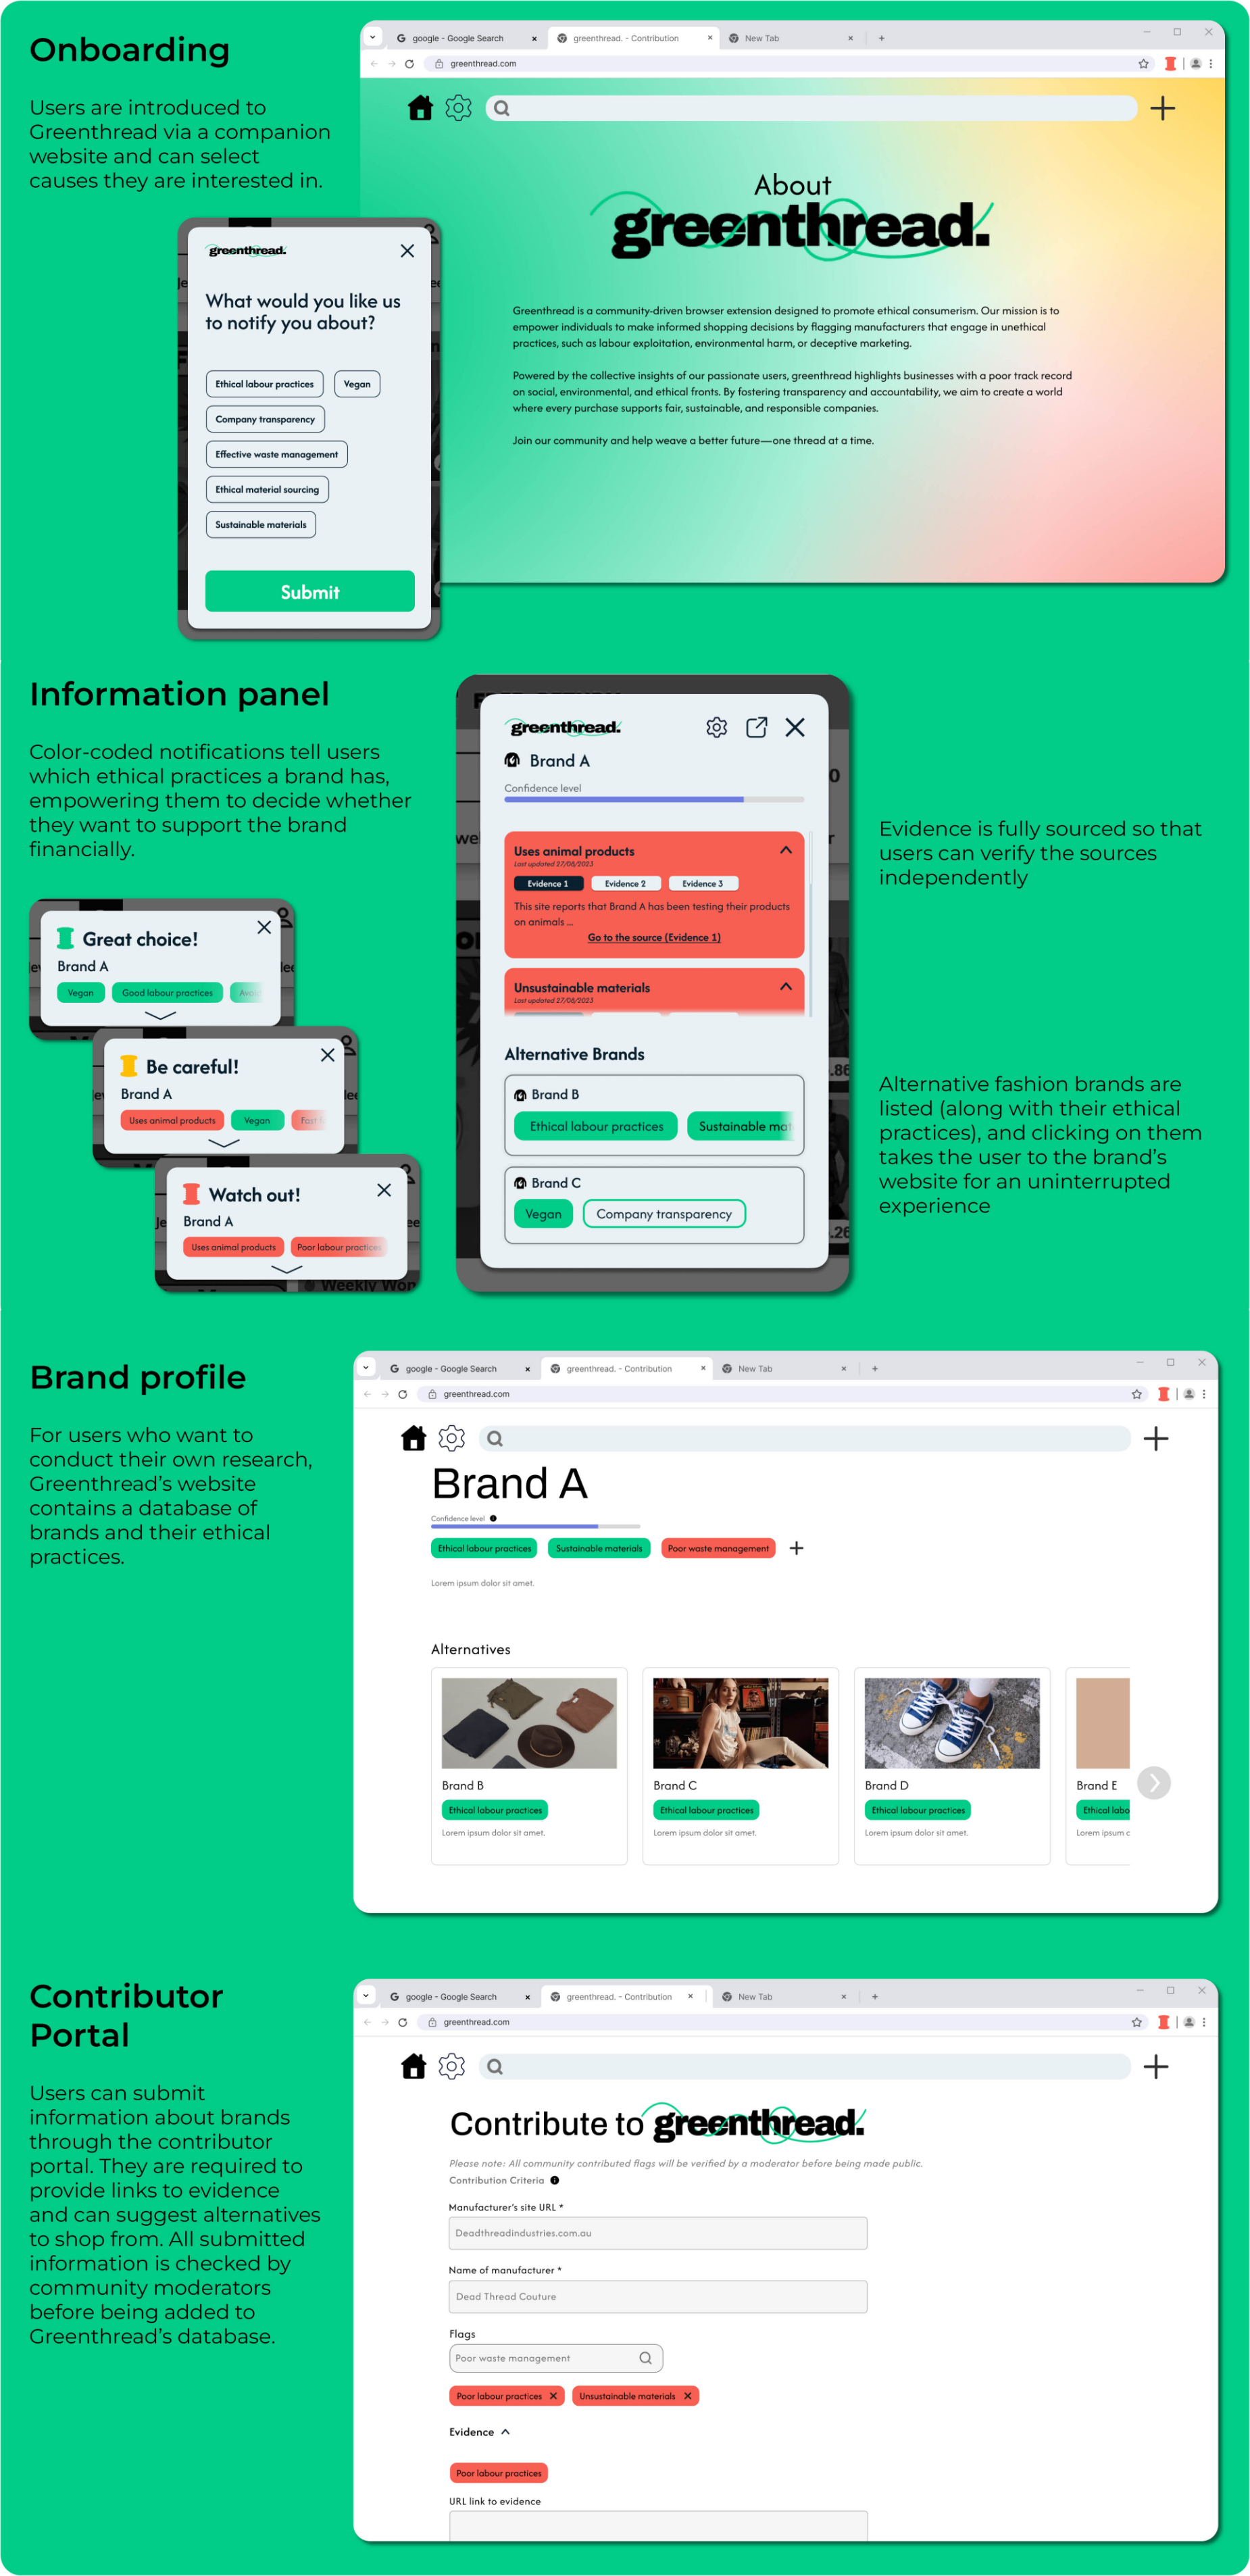 Onboarding
Users are introduced to
Greenthread via a companion
website and can select
causes they are interested in.
google - Google Search
greenthread. - Contribution
New Tab
greenthread.com
About
greenthread.
Greenthread is a community-driven browser extension designed to promote ethical consumerism. Our mission is to
empower individuals to make informed shopping decisions by flagging manufacturers that engage in unethical
practices, such as labour exploitation, environmental harm, or deceptive marketing.
Powered by the collective insights of our passionate users, greenthread highlights businesses with a poor track record
on social, environmental, and ethical fronts. By fostering transparency and accountability, we aim to create a world
where every purchase supports fair, sustainable, and responsible companies.
Join our community and help weave a better future—one thread at a time.
greenthread.
What would you like us
to notify you about?
Ethical labour practices
Vegan
Company transparency
Effective waste management
Ethical material sourcing
Sustainable materials
Submit
Information panel
Color-coded notifications tell users
which ethical practices a brand has,
empowering them to decide whether
they want to support the brand
financially.
Great choice!
Brand A
Vegan
Good labour practices
Be careful!
Brand A
Uses animal products
Vegan
Fast
Watch out!
Brand A
Uses animal products
Poor labour practices
Weekly Won
greenthread.
Brand A
Confidence level
Uses animal products
Last updated 27/08/2023
Evidence 1
Evidence 2
Evidence 3
This site reports that Brand A has been testing their products
on animals ...
Go to the source (Evidence 1)
Unsustainable materials
Last updated 27/08/2023
Alternative Brands
Brand B
Ethical labour practices
Sustainable mat
Brand C
Vegan
Company transparency
.86
.26
Evidence is fully sourced so that
users can verify the sources
independently
Alternative fashion brands are
listed (along with their ethical
practices), and clicking on them
takes the user to the brand's
website for an uninterrupted
experience
Brand profile
For users who want to
conduct their own research,
Greenthread's website
contains a database of
brands and their ethical
practices.
google - Google Search
greenthread. - Contribution
New Tab
greenthread.com
Brand A
Confidence level
Ethical labour practices
Sustainable materials
Poor waste management
Lorem ipsum dolor sit amet.
Alternatives
Brand B
Ethical labour practices
Lorem ipsum dolor sit amet.
Brand C
Ethical labour practices
Lorem ipsum dolor sit amet.
Brand D
Ethical labour practices
Lorem ipsum dolor sit amet.
Brand E
Ethical labo
Lorem ipsum c
Contributor
Portal
Users can submit
information about brands
through the contributor
portal. They are required to
provide links to evidence
and can suggest alternatives
to shop from. All submitted
information is checked by
community moderators
before being added to
Greenthread's database.
google - Google Search
greenthread. - Contribution
New Tab
greenthread.com
Contribute to greenthread.
Please note: All community contributed flags will be verified by a moderator before being made public.
Contribution Criteria
Manufacturer's site URL *
Deadthreadindustries.com.au
Name of manufacturer *
Dead Thread Couture
Flags
Poor waste management
Poor labour practices
Unsustainable materials
Evidence
Poor labour practices
URL link to evidence